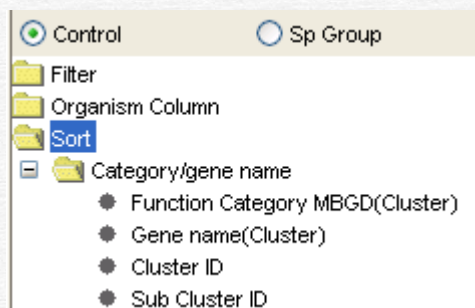 Control Sp Group
Filter
Organism Column
Sort
Category/gene name
Function Category MBGD(Cluster)
Gene name(Cluster)
Cluster ID
Sub Cluster ID